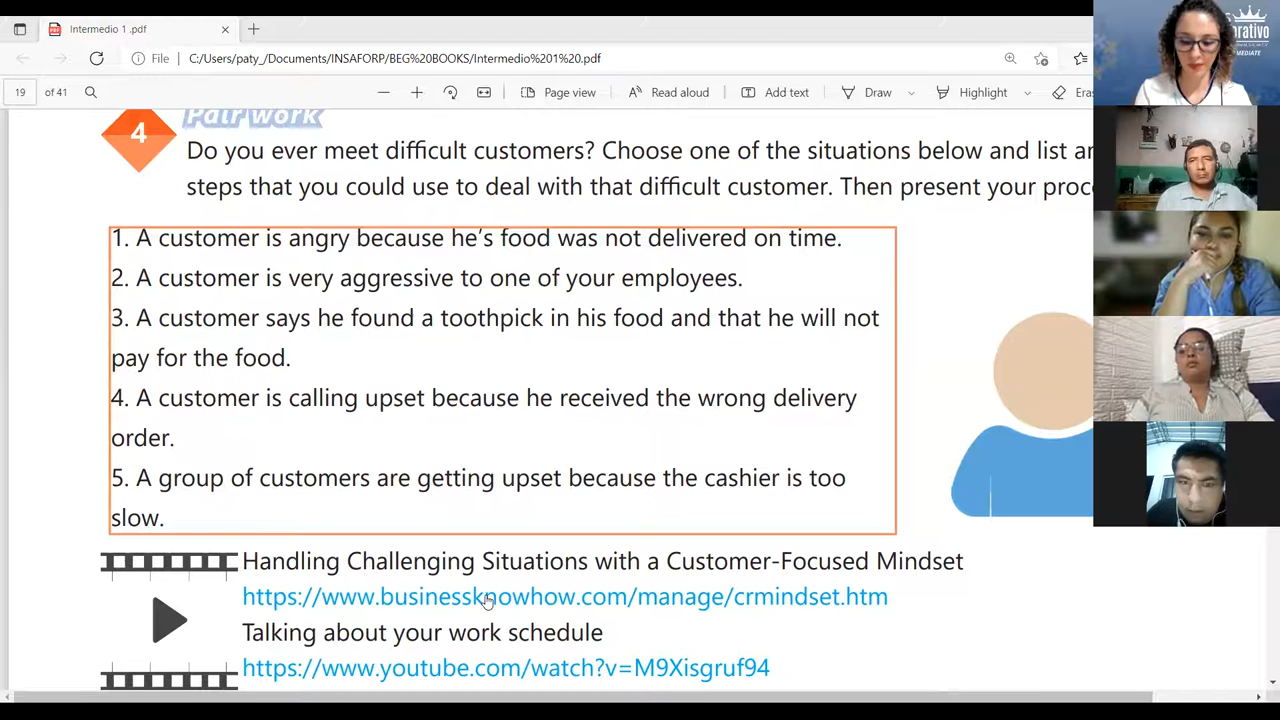 Intermedio 1 .pdf
File C:/Users/paty_/Documents/INSAFORP/BEG%20BOOKS/Intermedio%20I%20.pdf
19 of 41 Page view Read aloud Add text Draw Highlight
4 Pair work
Do you ever meet difficult customers? Choose one of the situations below and list
steps that you could use to deal with that difficult customer. Then present your
1. A customer is angry because he's food was not delivered on time.
2. A customer is very aggressive to one of your employees.
3. A customer says he found a toothpick in his food and that he will not
pay for the food.
4. A customer is calling upset because he received the wrong delivery
order.
5. A group of customers are getting upset because the cashier is too
slow.
Handling Challenging Situations with a Customer-Focused Mindset
https://www.businessknowhow.com/manage/crmindset.htm
Talking about your work schedule
https://www.youtube.com/watch?v=M9Xisgruf94